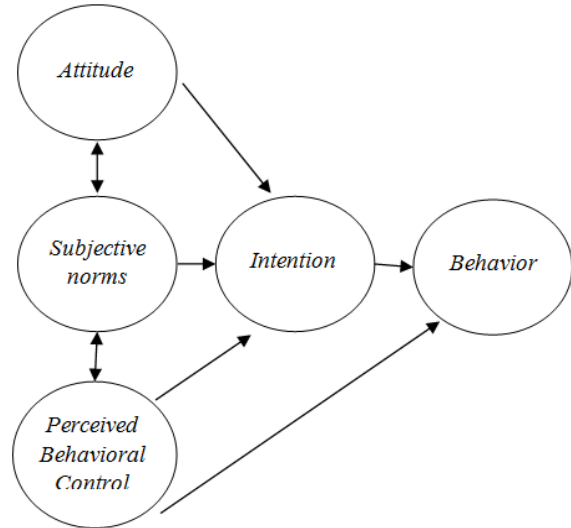 Attitude
Subjective
norms
Intention
Behavior
Perceived
Behavioral
Control